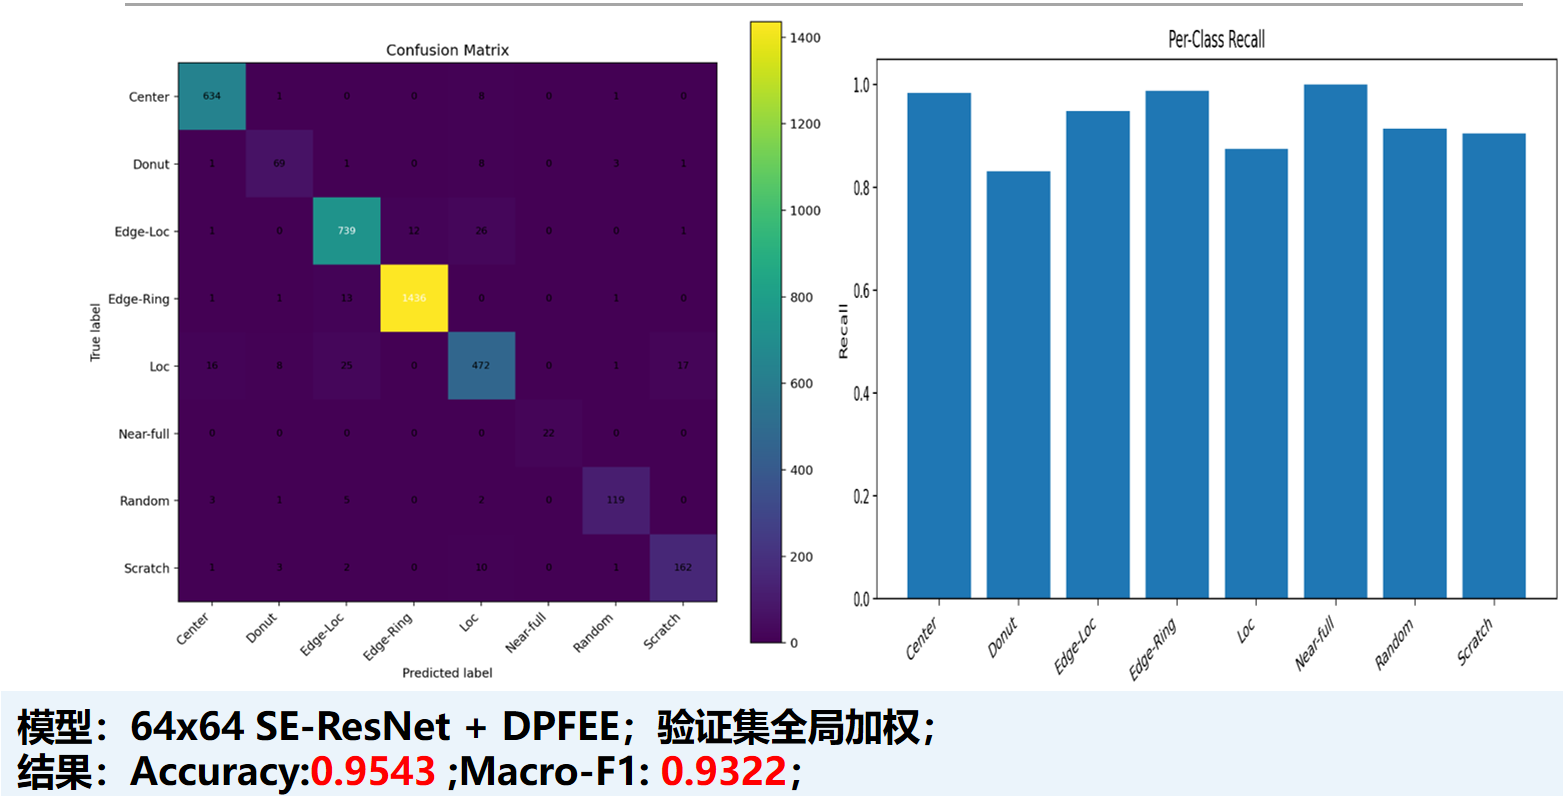 Confusion Matrix
True label
Center 634 1 0 0 8 0 1 0
Donut 1 69 1 0 8 0 3 1
Edge-Loc 1 0 739 12 26 0 0 1
Edge-Ring 1 1 13 1436 0 0 1 0
Loc 16 8 25 0 472 0 1 17
Near-full 0 0 0 0 0 22 0 0
Random 3 1 5 0 2 0 119 0
Scratch 1 3 2 0 10 0 1 162
Center Donut Edge-Loc Edge-Ring Loc Near-full Random Scratch
Predicted label
1400
1200
1000
800
600
400
200
0
Per-Class Recall
Recall
1.0
0.8
0.6
0.4
0.2
0.0
Center Donut Edge-Loc Edge-Ring Loc Near-full Random Scratch
模型：64x64 SE-ResNet + DPFEE；验证集全局加权；
结果：Accuracy:0.9543 ;Macro-F1: 0.9322；